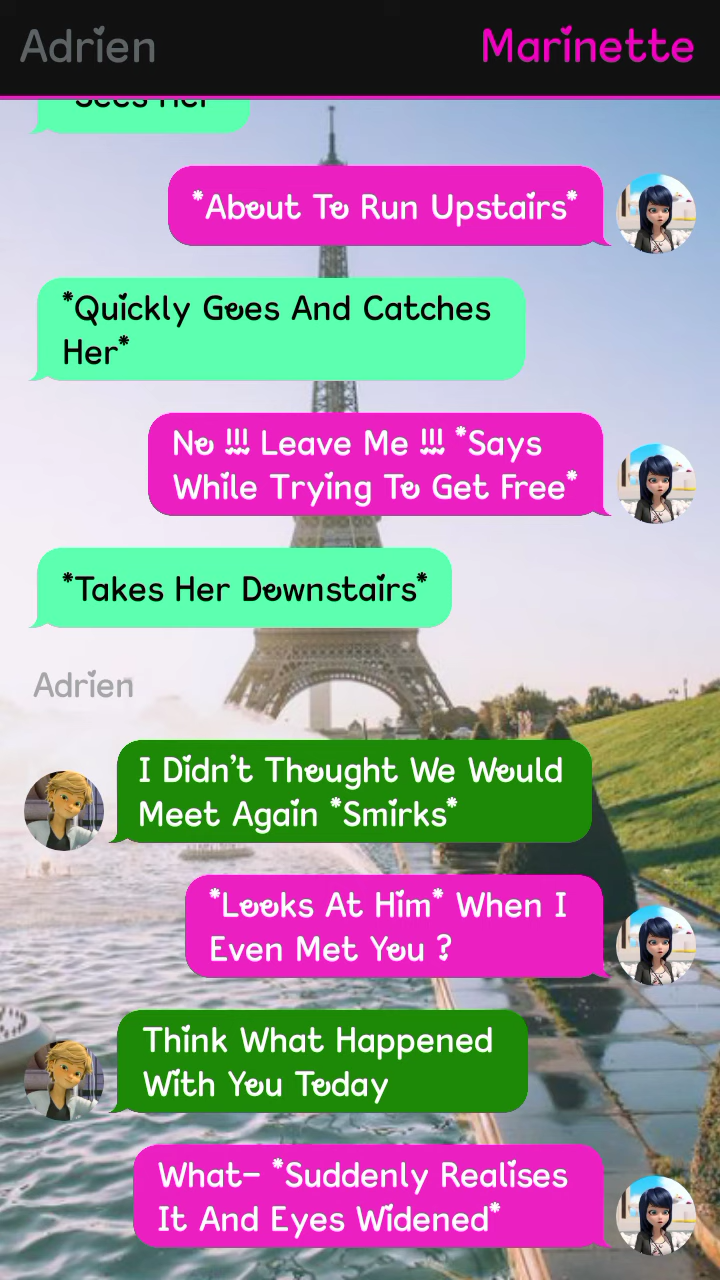 Adrien
Marinette
*Sees Her*
*About To Run Upstairs*
*Quickly Goes And Catches
Her*
No !!! Leave Me !!! *Says
While Trying To Get Free*
*Takes Her Downstairs*
Adrien
I Didn't Thought We Would
Meet Again *Smirks*
*Looks At Him* When I
Even Met You ?
Think What Happened
With You Today
What- *Suddenly Realises
It And Eyes Widened*